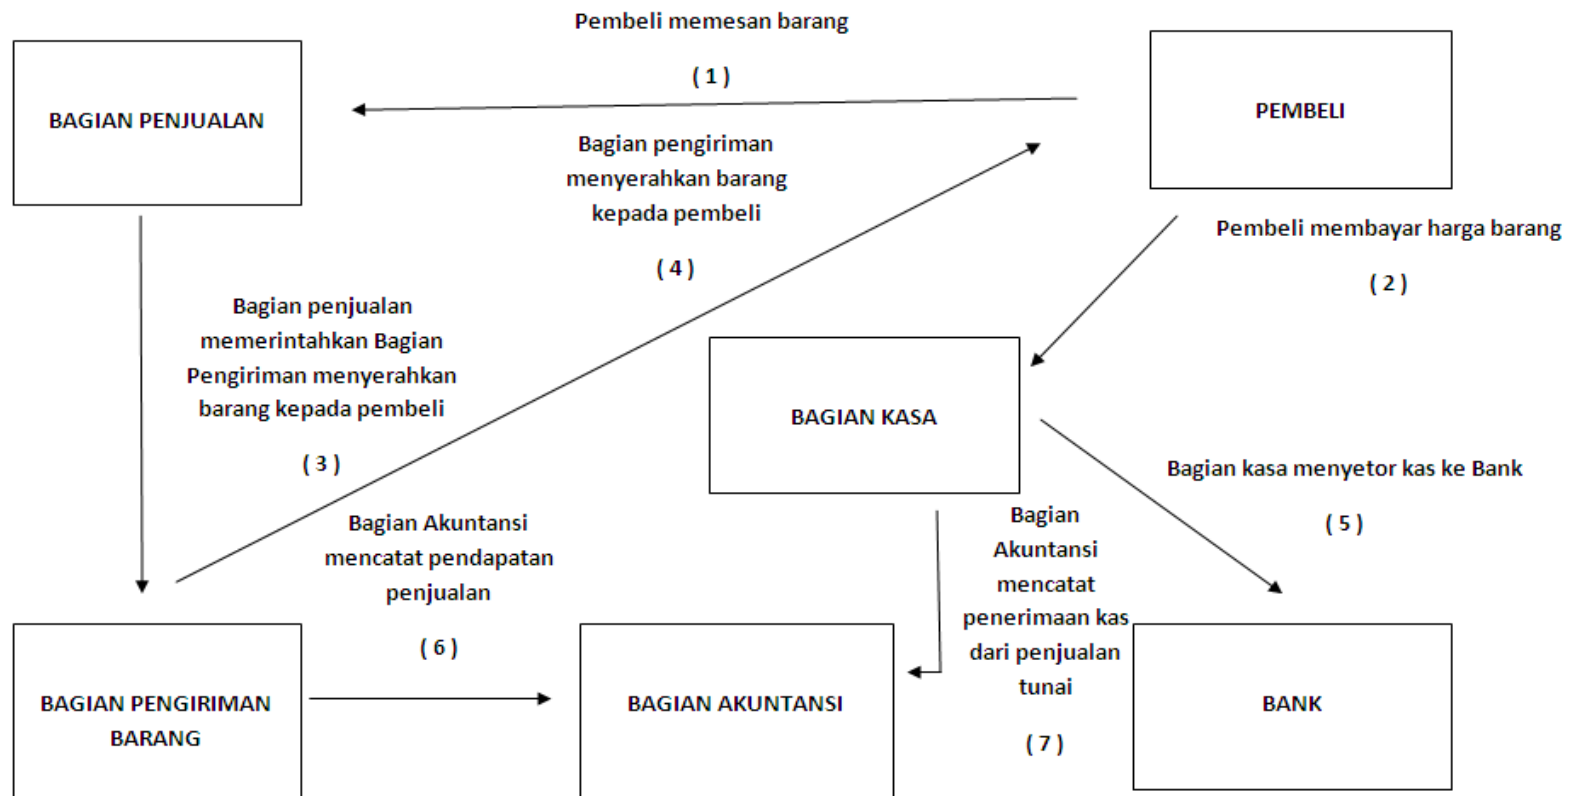 Pembeli memesan barang
( 1 )
BAGIAN PENJUALAN
PEMBELI
Bagian pengiriman
menyerahkan barang
kepada pembeli
( 4 )
Pembeli membayar harga barang
( 2 )
Bagian penjualan
memerintahkan Bagian
Pengiriman menyerahkan
barang kepada pembeli
( 3 )
BAGIAN KASA
Bagian kasa menyetor kas ke Bank
( 5 )
Bagian Akuntansi
mencatat pendapatan
penjualan
( 6 )
Bagian
Akuntansi
mencatat
penerimaan kas
dari penjualan
tunai
( 7 )
BAGIAN PENGIRIMAN
BARANG
BAGIAN AKUNTANSI
BANK